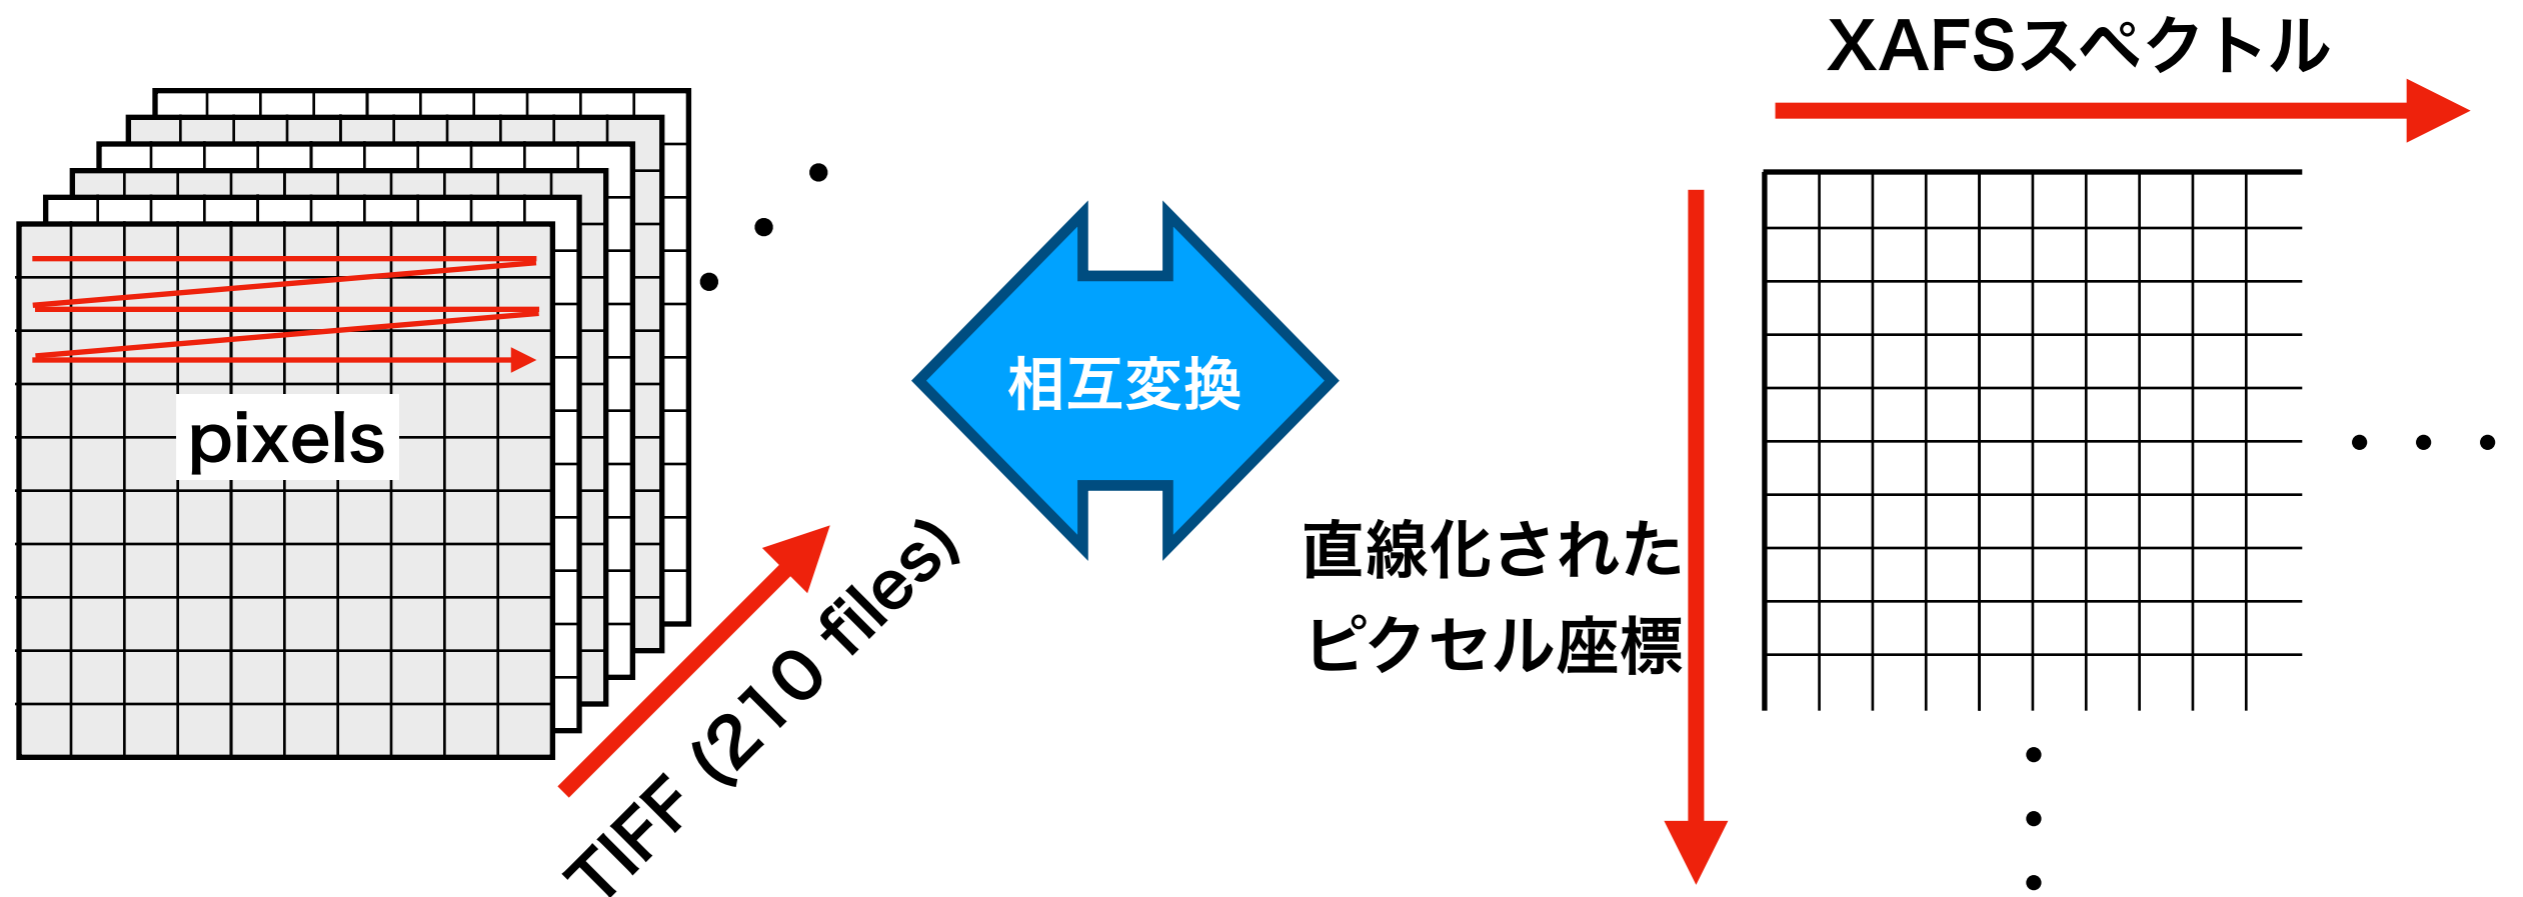 XAFSスペクトル
pixels
相互変換
TIFF (210 files)
直線化された
ピクセル座標